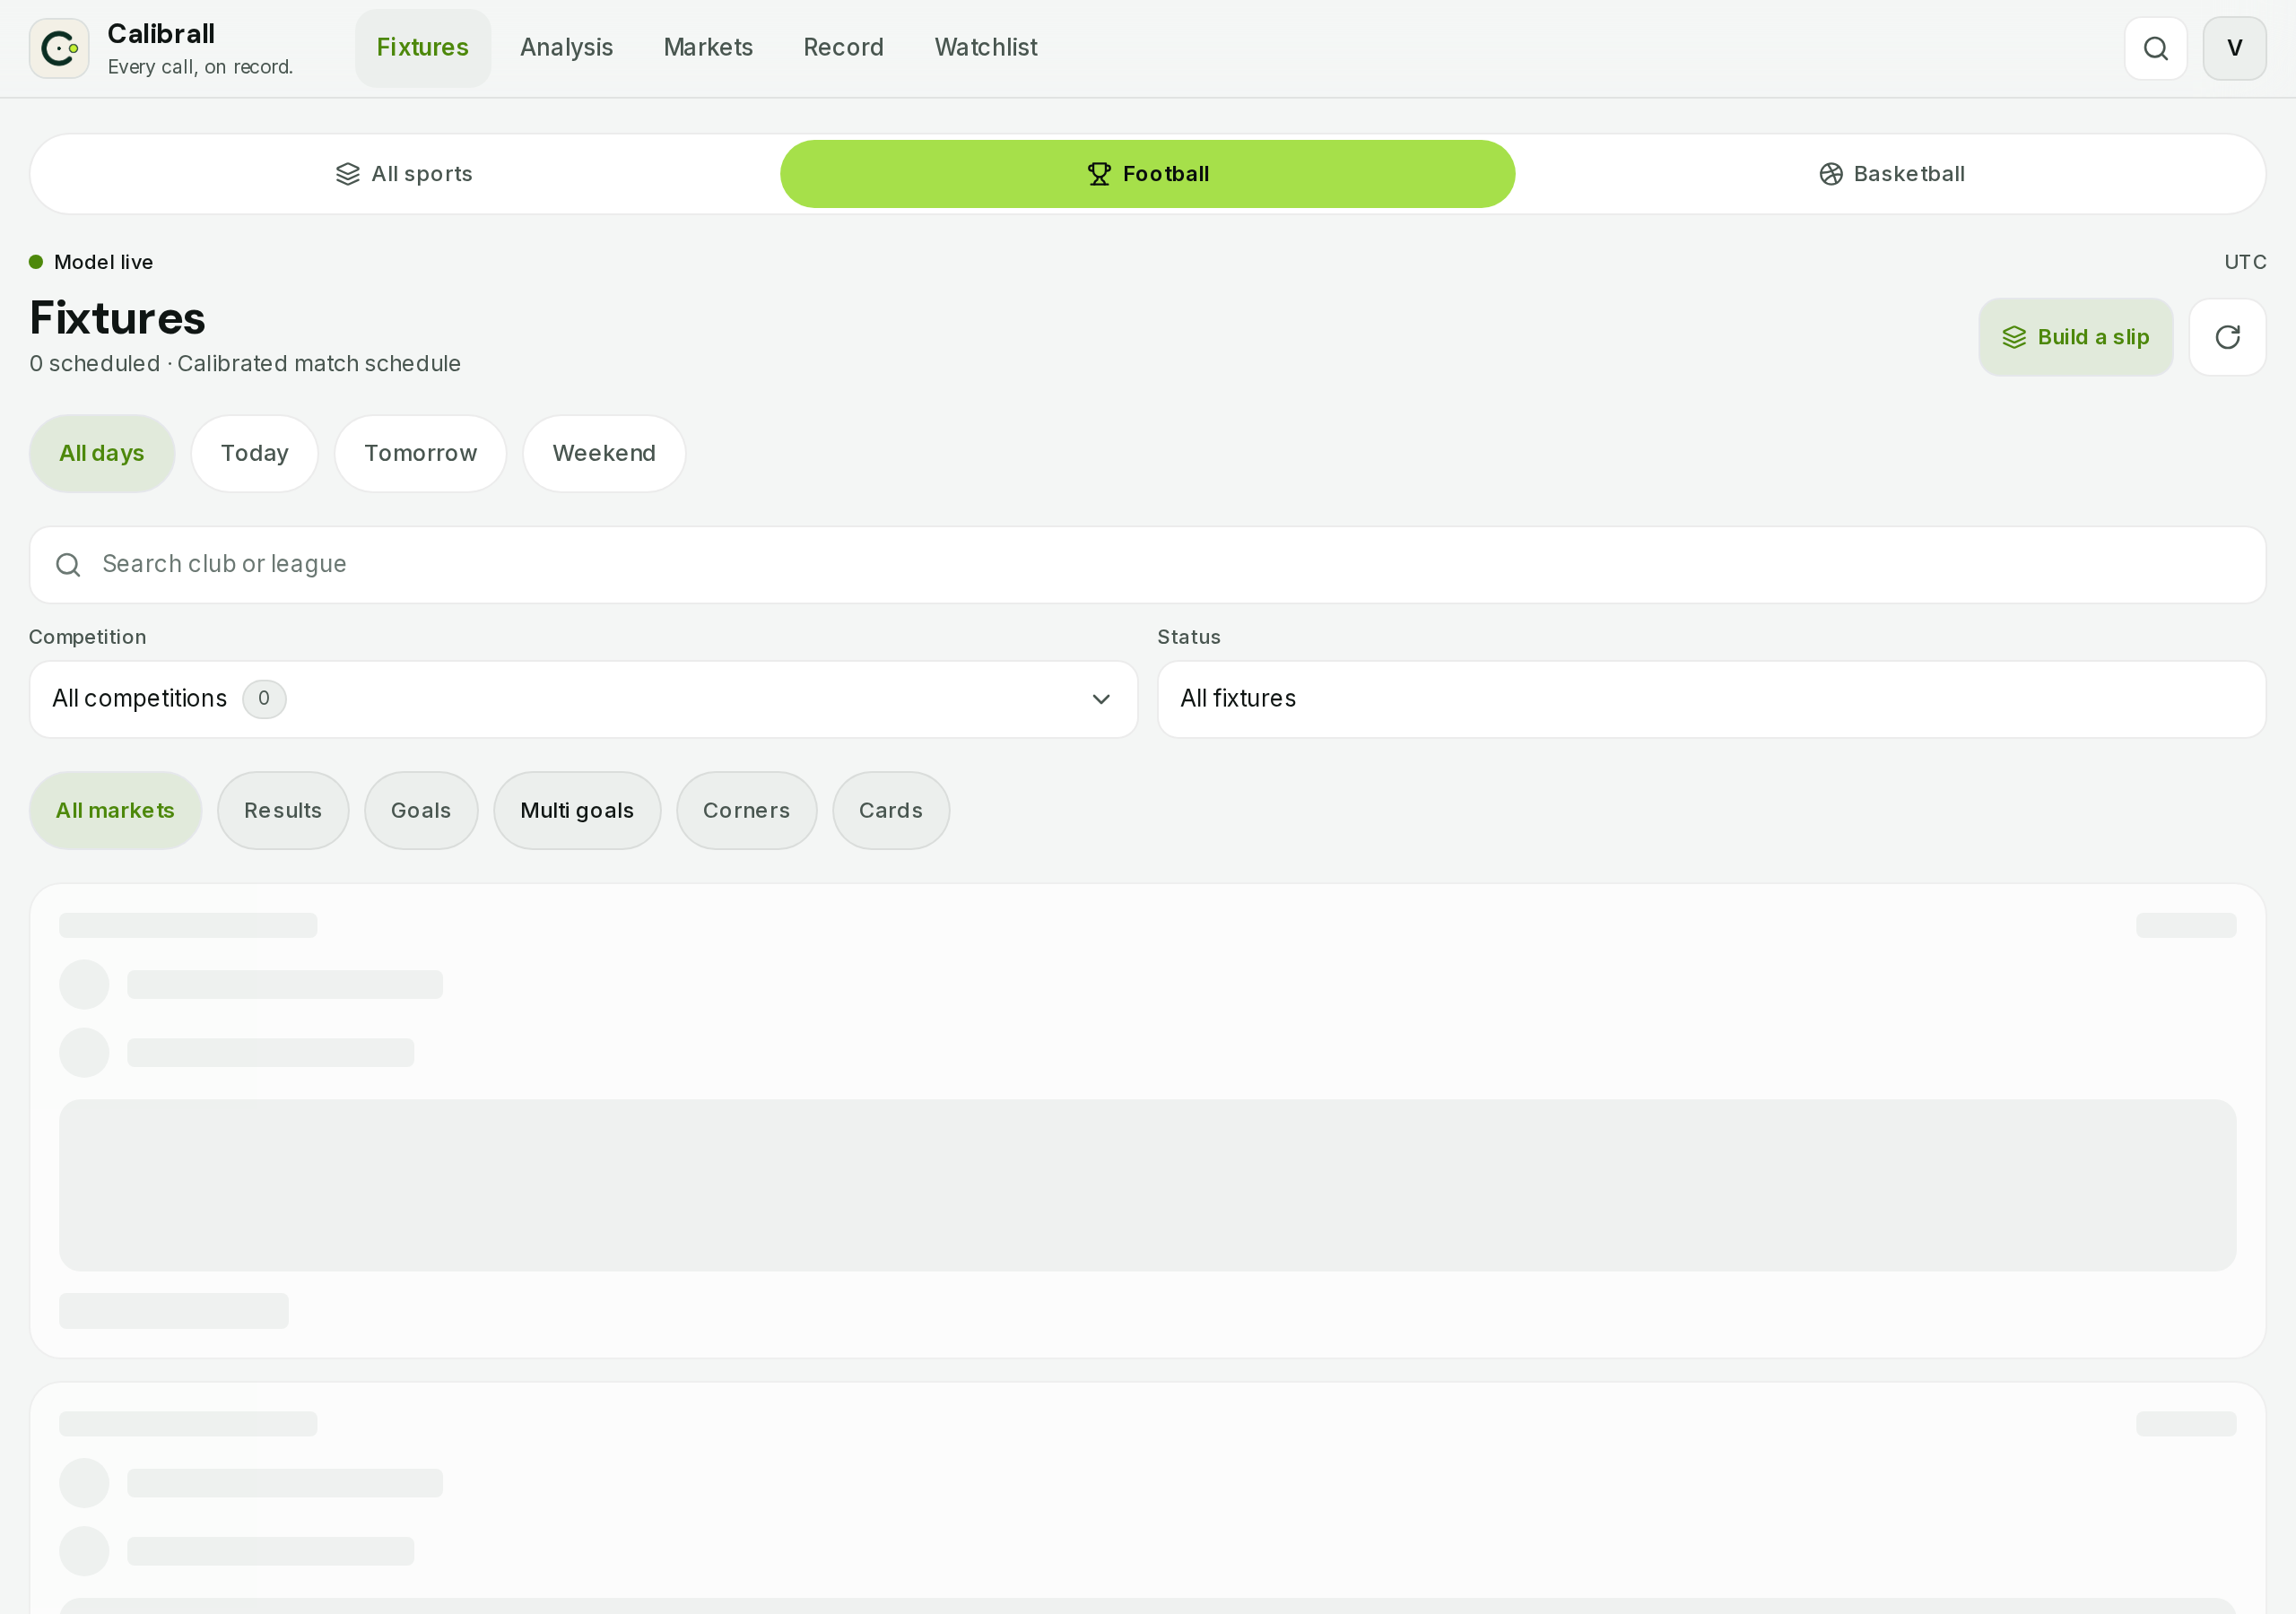 Calibrall
Every call, on record.
Fixtures
Analysis
Markets
Record
Watchlist
V
All sports
Football
Basketball
Model live
UTC
Fixtures
0 scheduled · Calibrated match schedule
Build a slip
All days
Today
Tomorrow
Weekend
Search club or league
Competition
Status
All competitions 0
All fixtures
All markets
Results
Goals
Multi goals
Corners
Cards